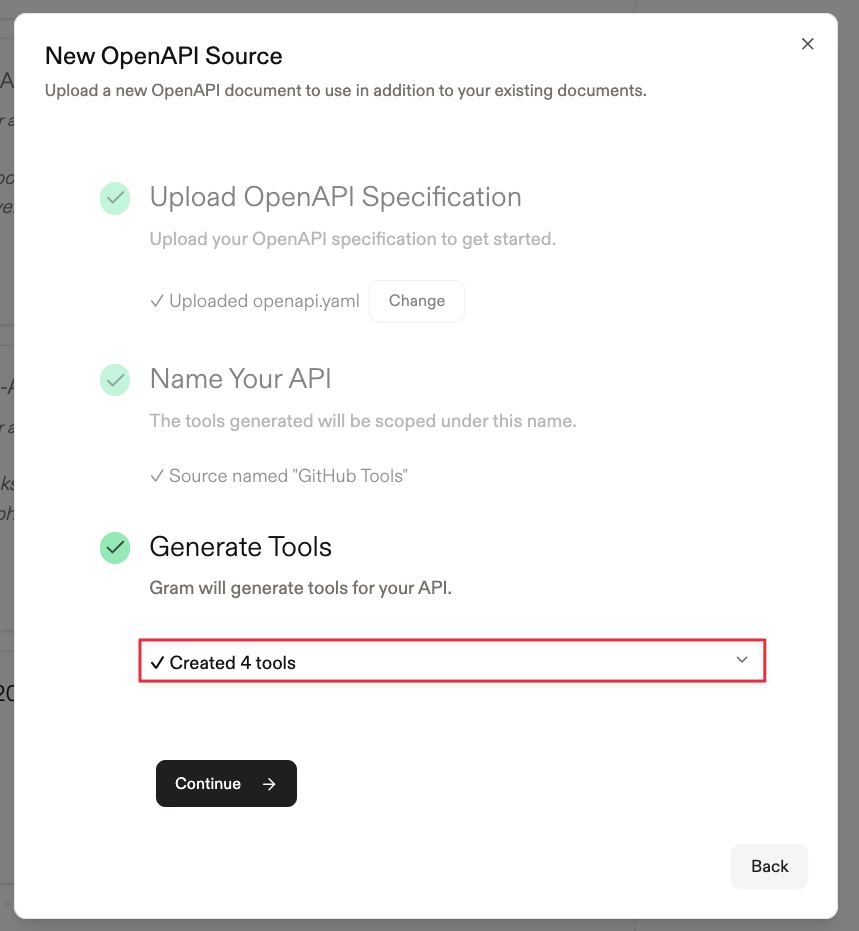 New OpenAPI Source
Upload a new OpenAPI document to use in addition to your existing documents.
Upload OpenAPI Specification
Upload your OpenAPI specification to get started.
✓ Uploaded openapi.yaml
Change
Name Your API
The tools generated will be scoped under this name.
✓ Source named "GitHub Tools"
Generate Tools
Gram will generate tools for your API.
✓ Created 4 tools
Continue →
Back